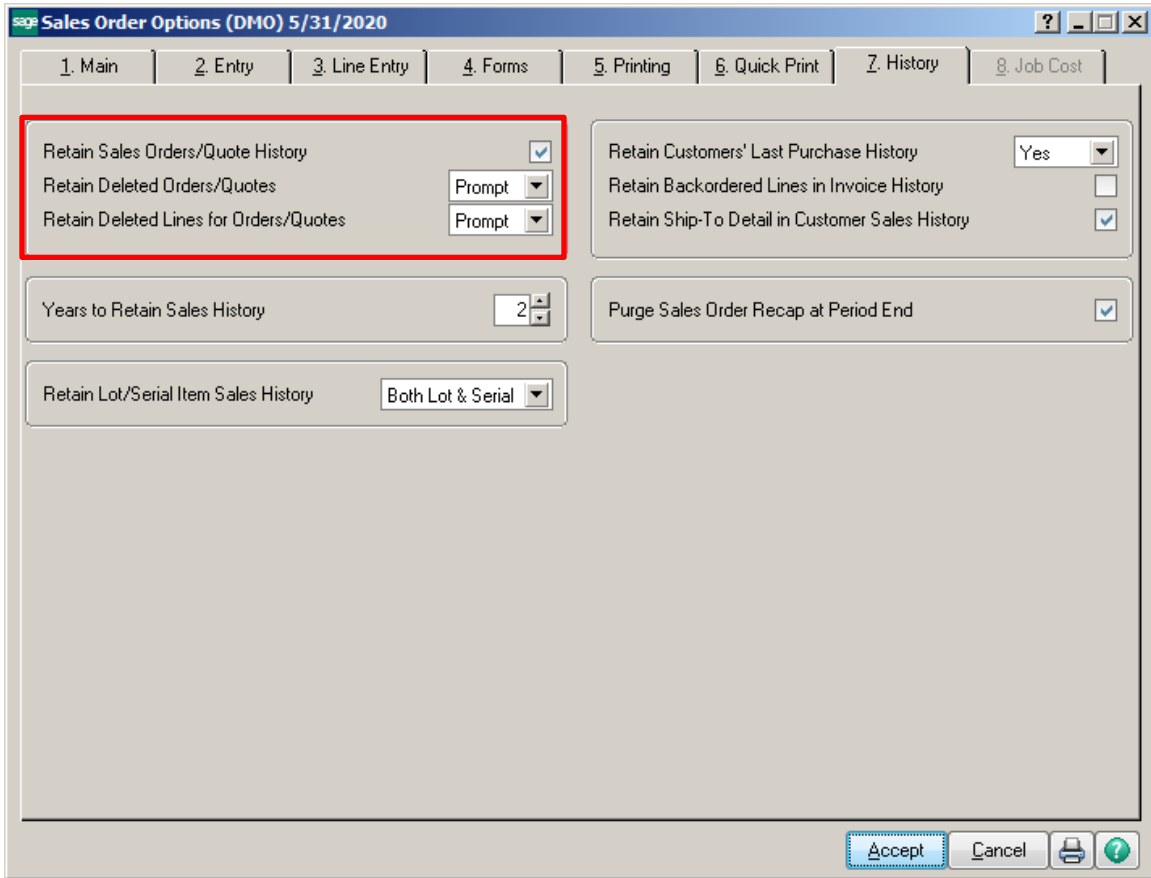 sage Sales Order Options (DMO) 5/31/2020
1. Main 2. Entry 3. Line Entry 4. Forms 5. Printing 6. Quick Print 7. History 8. Job Cost
Retain Sales Orders/Quote History
Retain Deleted Orders/Quotes Prompt
Retain Deleted Lines for Orders/Quotes Prompt
Retain Customers' Last Purchase History Yes
Retain Backordered Lines in Invoice History
Retain Ship-To Detail in Customer Sales History
Years to Retain Sales History 2
Purge Sales Order Recap at Period End
Retain Lot/Serial Item Sales History Both Lot & Serial
Accept Cancel